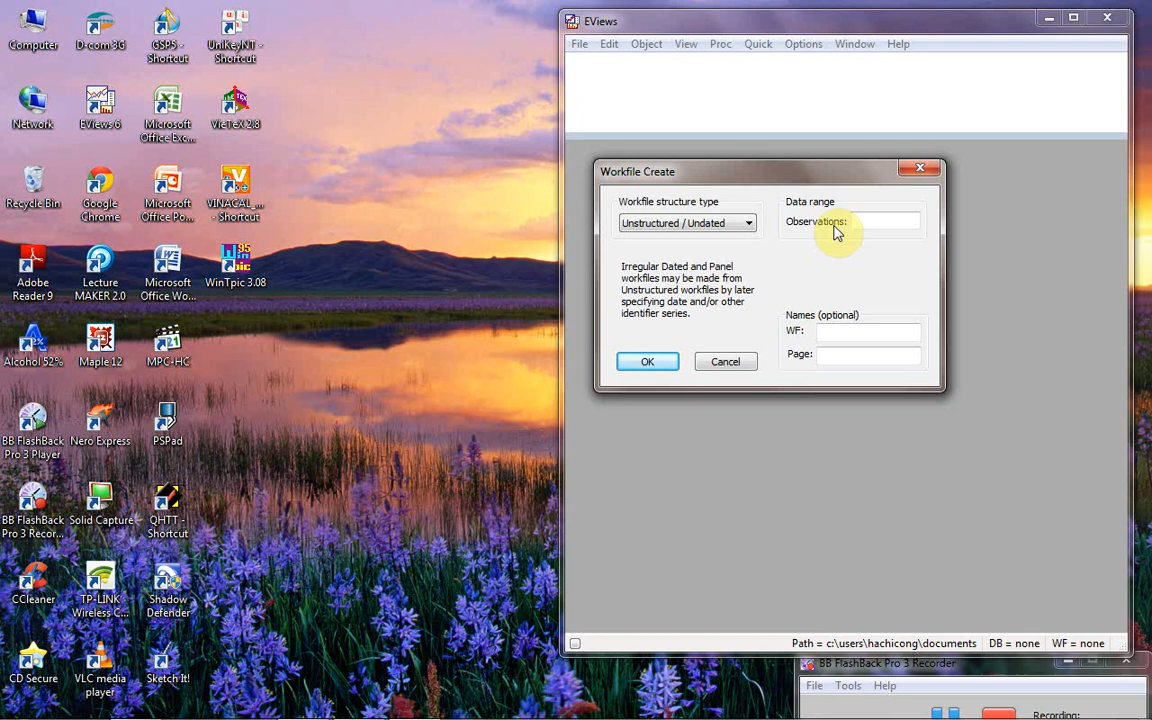 Computer
D-com 3G
GSP5 -
Shortcut
UniKeyNT -
Shortcut
Network
EViews 6
Microsoft
Office Exc...
VieTeX 2.8
Recycle Bin
Google
Chrome
Microsoft
Office Po...
VINACAL_...
- Shortcut
Adobe
Reader 9
Lecture
MAKER 2.0
Microsoft
Office Wo...
WinTpic 3.08
Alcohol 52%
Maple 12
MPC-HC
BB FlashBack
Pro 3 Player
Nero Express
PSPad
BB FlashBack
Pro 3 Recor...
Solid Capture
QHTT -
Shortcut
CCleaner
TP-LINK
Wireless C...
Shadow
Defender
CD Secure
VLC media
player
Sketch It!
EViews
File Edit Object View Proc Quick Options Window Help
Workfile Create
Workfile structure type
Unstructured / Undated
Data range
Observations:
Irregular Dated and Panel
workfiles may be made from
Unstructured workfiles by later
specifying date and/or other
identifier series.
Names (optional)
WF:
Page:
OK Cancel
Path = c:\users\hachicong\documents DB = none WF = none
BB FlashBack Pro 3 Recorder
File Tools Help
Recording: